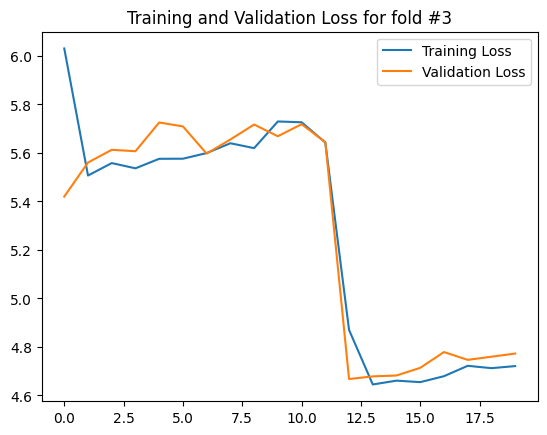 Training and Validation Loss for fold #3
Training Loss
Validation Loss
6.0
5.8
5.6
5.4
5.2
5.0
4.8
4.6
0.0 2.5 5.0 7.5 10.0 12.5 15.0 17.5